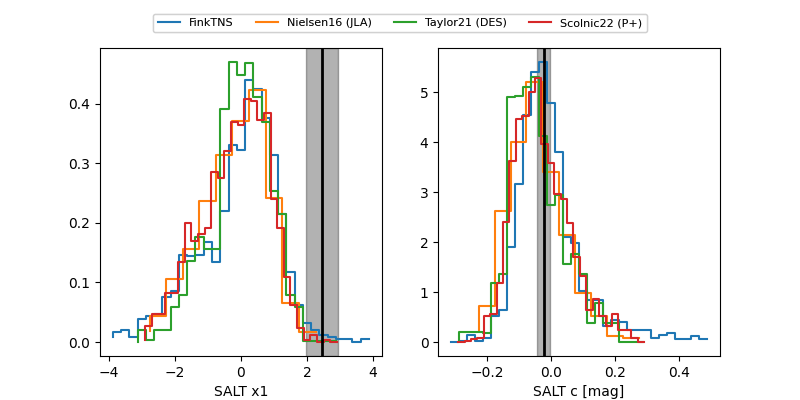 FinkTNS Nielsen16 (JLA) Taylor21 (DES) Scolnic22 (P+)
0.4
0.3
0.2
0.1
0.0
−4 −2 0 2 4
SALT x1
5
4
3
2
1
0
−0.2 0.0 0.2 0.4
SALT c [mag]